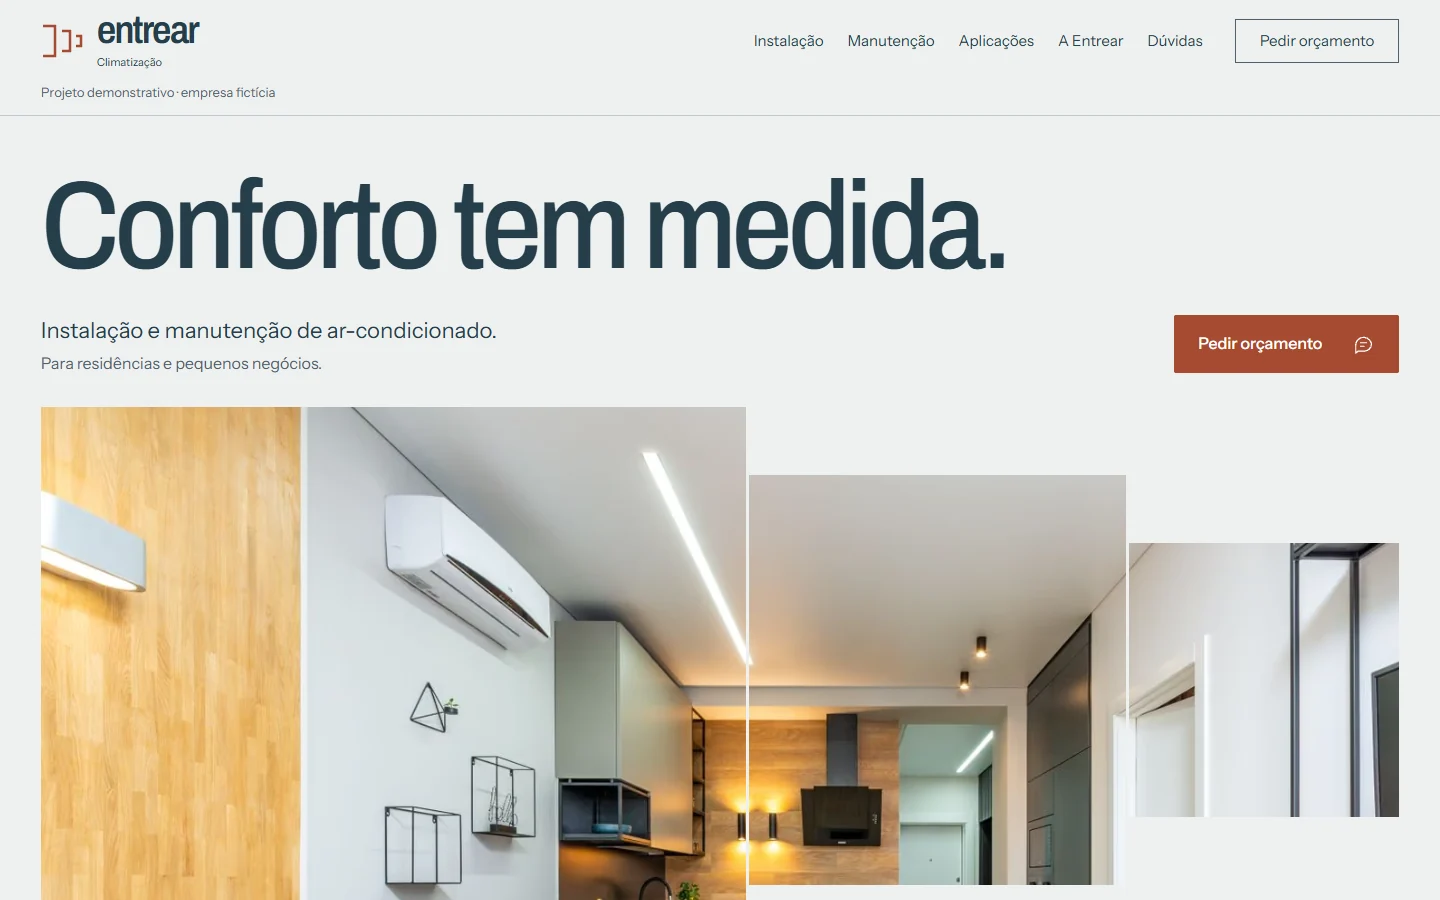 entrear
Climatização
Projeto demonstrativo · empresa fictícia
Instalação
Manutenção
Aplicações
A Entrear
Dúvidas
Pedir orçamento
Conforto tem medida.
Instalação e manutenção de ar-condicionado.
Para residências e pequenos negócios.
Pedir orçamento